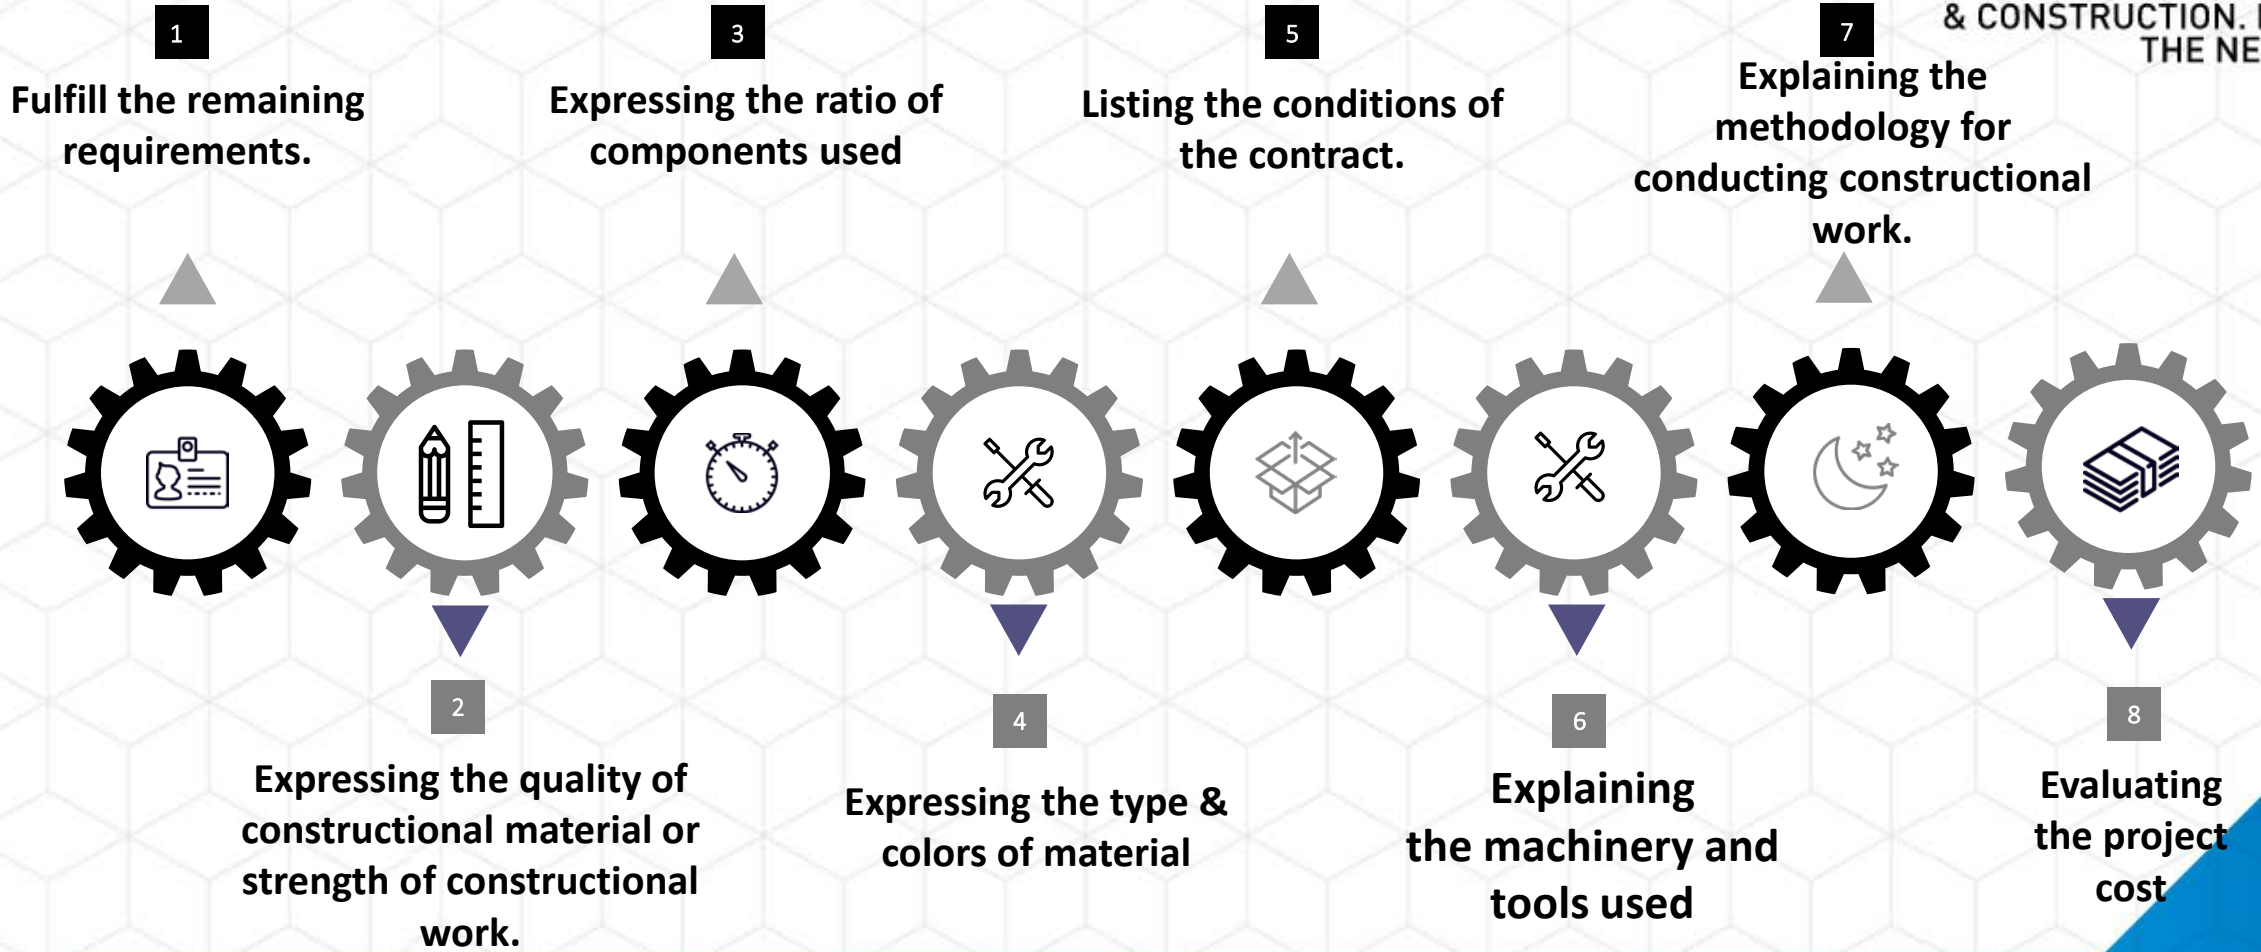 & CONSTRUCTION.
THE NE
1
Fulfill the remaining
requirements.
3
Expressing the ratio of
components used
5
Listing the conditions of
the contract.
7
Explaining the
methodology for
conducting constructional
work.
2
Expressing the quality of
constructional material or
strength of constructional
work.
4
Expressing the type &
colors of material
6
Explaining
the machinery and
tools used
8
Evaluating
the project
cost